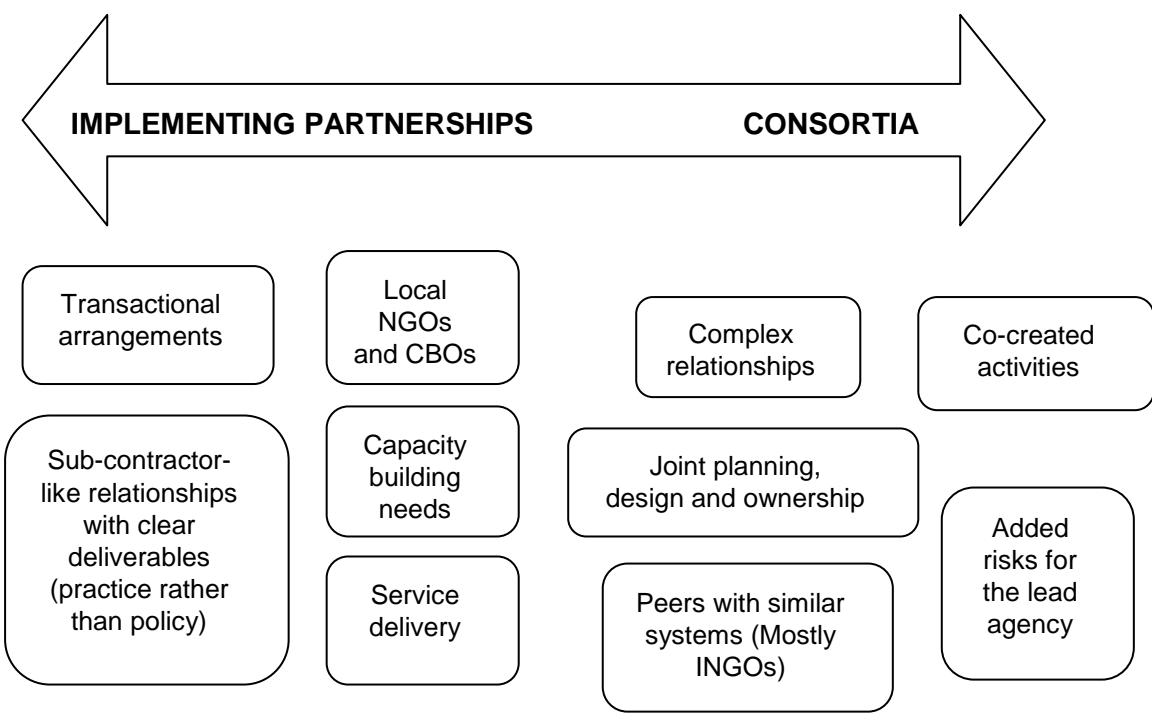 IMPLEMENTING PARTNERSHIPS
CONSORTIA
Transactional
arrangements
Sub-contractor-
like relationships
with clear
deliverables
(practice rather
than policy)
Local
NGOs
and CBOs
Capacity
building
needs
Service
delivery
Complex
relationships
Joint planning,
design and ownership
Peers with similar
systems (Mostly
INGOs)
Co-created
activities
Added
risks for
the lead
agency